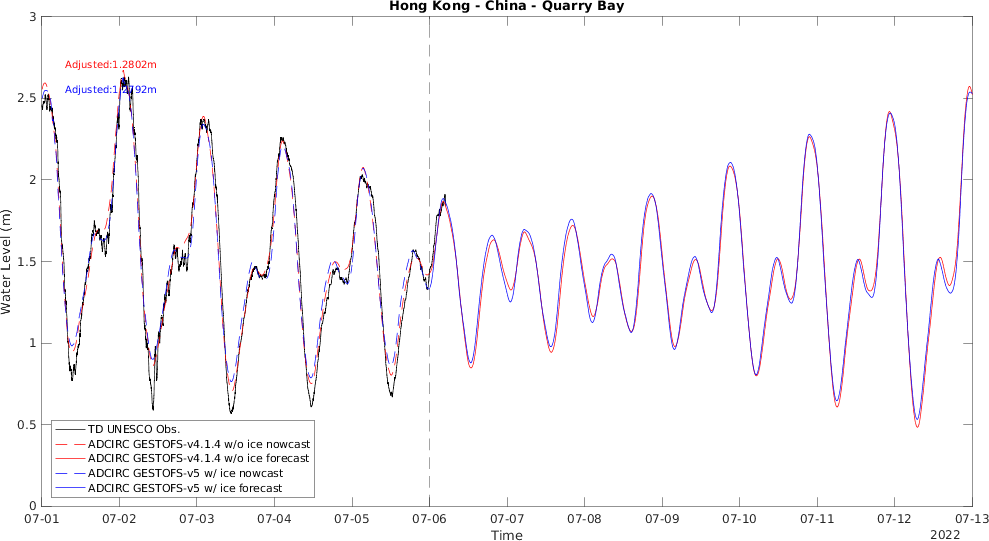 Hong Kong - China - Quarry Bay
Adjusted:1.2802m
Adjusted:1.2792m
3
2.5
2
1.5
1
0.5
0
Water Level (m)
TD UNESCO Obs.
ADCIRC GESTOFS-v4.1.4 w/o ice nowcast
ADCIRC GESTOFS-v4.1.4 w/o ice forecast
ADCIRC GESTOFS-v5 w/ ice nowcast
ADCIRC GESTOFS-v5 w/ ice forecast
07-01 07-02 07-03 07-04 07-05 07-06 07-07 07-08 07-09 07-10 07-11 07-12 07-13
Time
2022